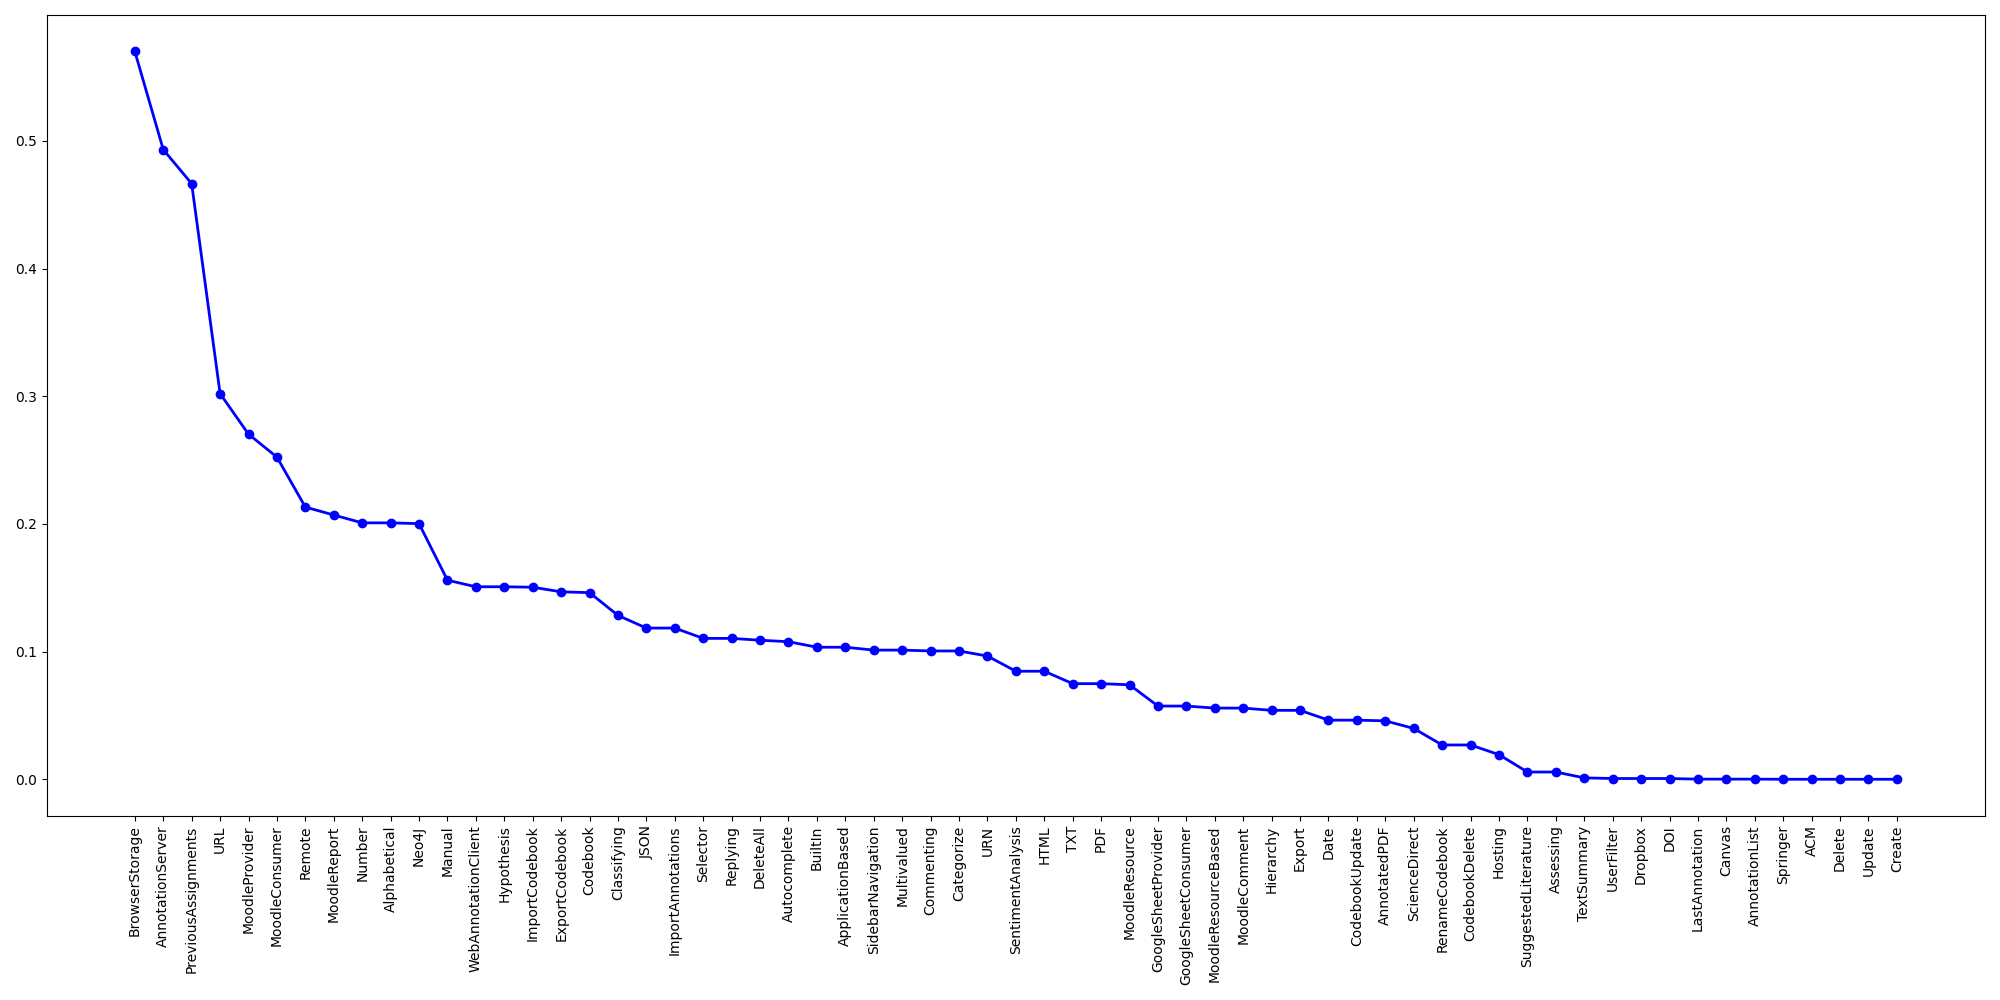 0.5
0.4
0.3
0.2
0.1
0.0
BrowserStorage
AnnotationServer
PreviousAssignments
URL
MoodleProvider
MoodleConsumer
Remote
MoodleReport
Number
Alphabetical
Neo4J
Manual
WebAnnotationClient
Hypothesis
ImportCodebook
ExportCodebook
Codebook
Classifying
JSON
ImportAnnotations
Selector
Replying
DeleteAll
Autocomplete
BuiltIn
ApplicationBased
SidebarNavigation
Multivalued
Commenting
Categorize
URN
SentimentAnalysis
HTML
TXT
PDF
MoodleResource
GoogleSheetProvider
GoogleSheetConsumer
MoodleResourceBased
MoodleComment
Hierarchy
Export
Date
CodebookUpdate
AnnotatedPDF
ScienceDirect
RenameCodebook
CodebookDelete
Hosting
SuggestedLiterature
Assessing
TextSummary
UserFilter
Dropbox
DOI
LastAnnotation
Canvas
AnnotationList
Springer
ACM
Delete
Update
Create